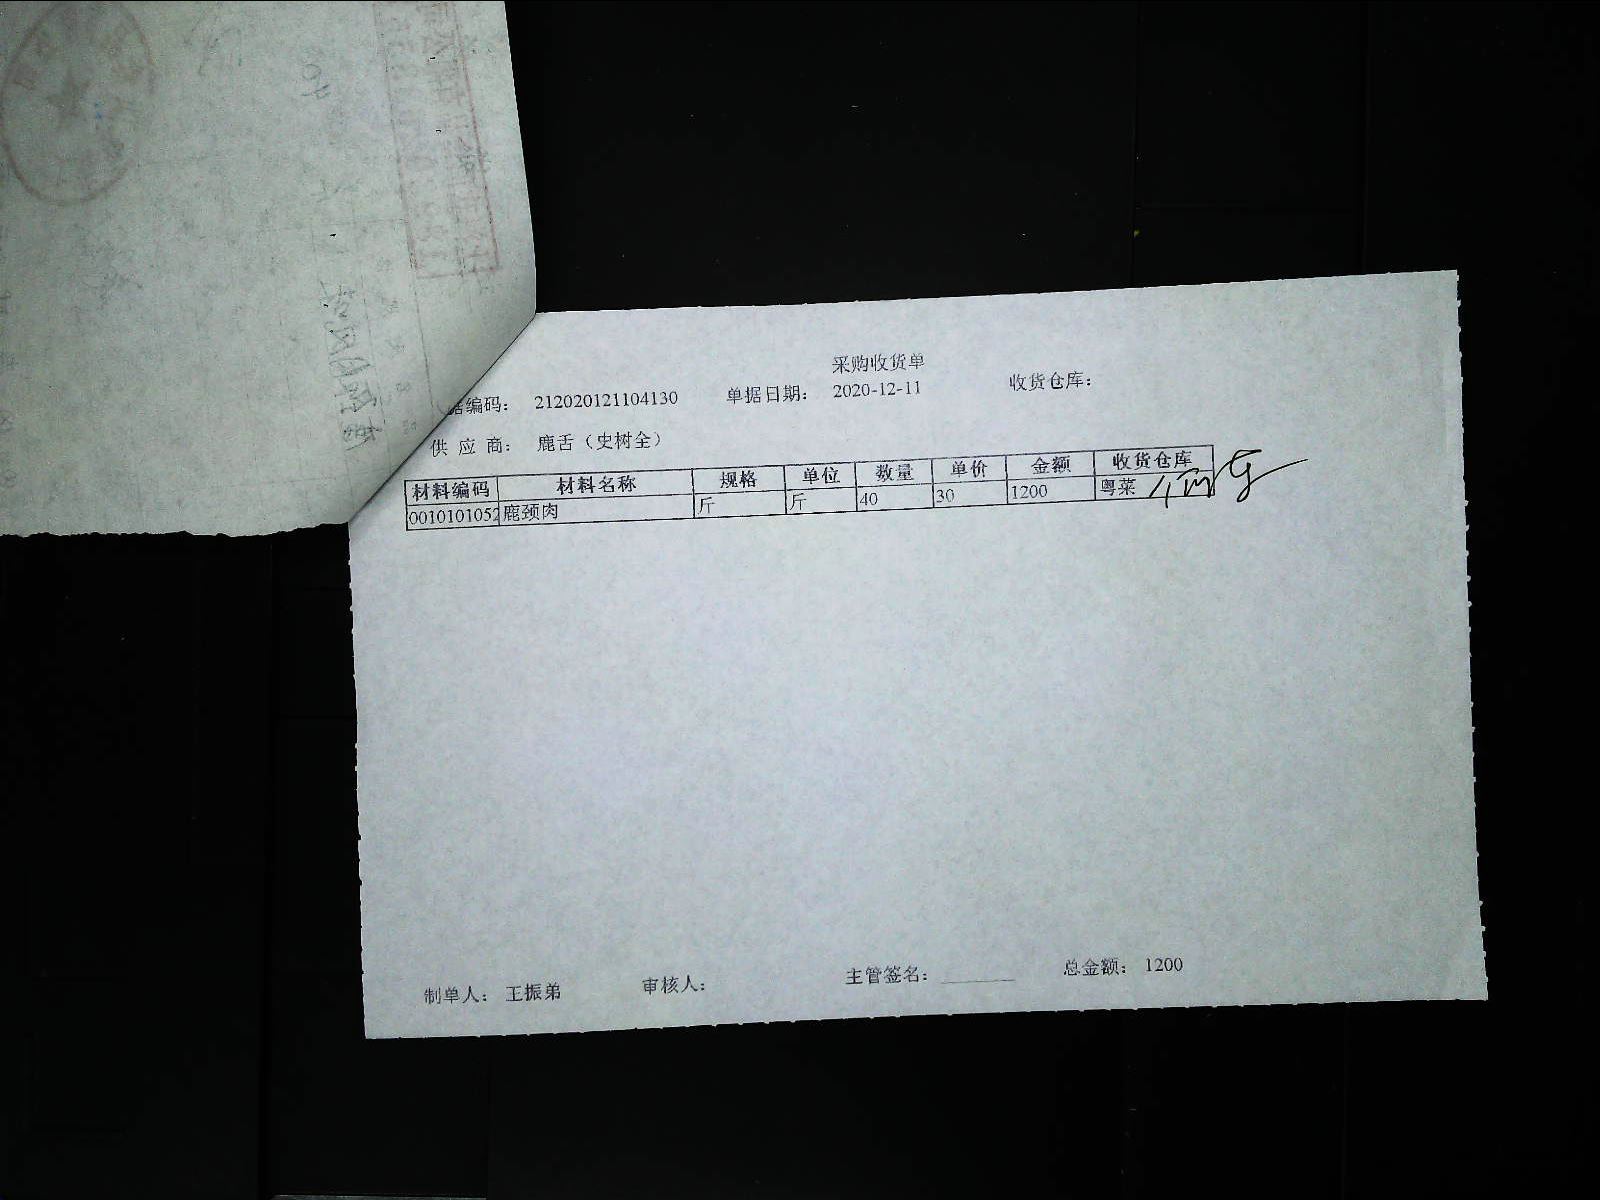 采购收货单
据编码： 212020121104130 单据日期： 2020-12-11 收货仓库：
供 应 商： 鹿舌（史树全）
材料编码 材料名称 规格 单位 数量 单价 金额 收货仓库
0010101052 鹿颈肉 斤 斤 40 30 1200 粤菜
制单人： 王振弟 审核人： 主管签名： 总金额： 1200